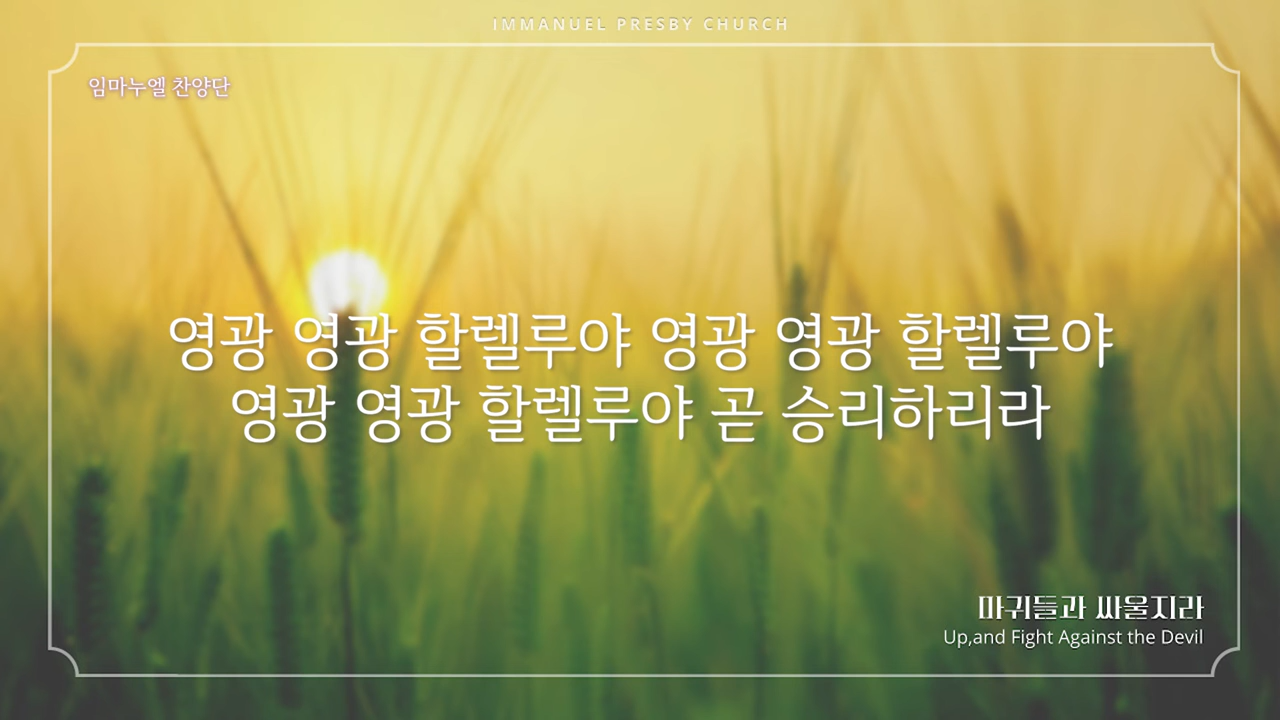 IMMANUEL PRESBY CHURCH
임마누엘 찬양단
영광 영광 할렐루야 영광 영광 할렐루야
영광 영광 할렐루야 곧 승리하리라
마귀들과 싸울지라
Up,and Fight Against the Devil